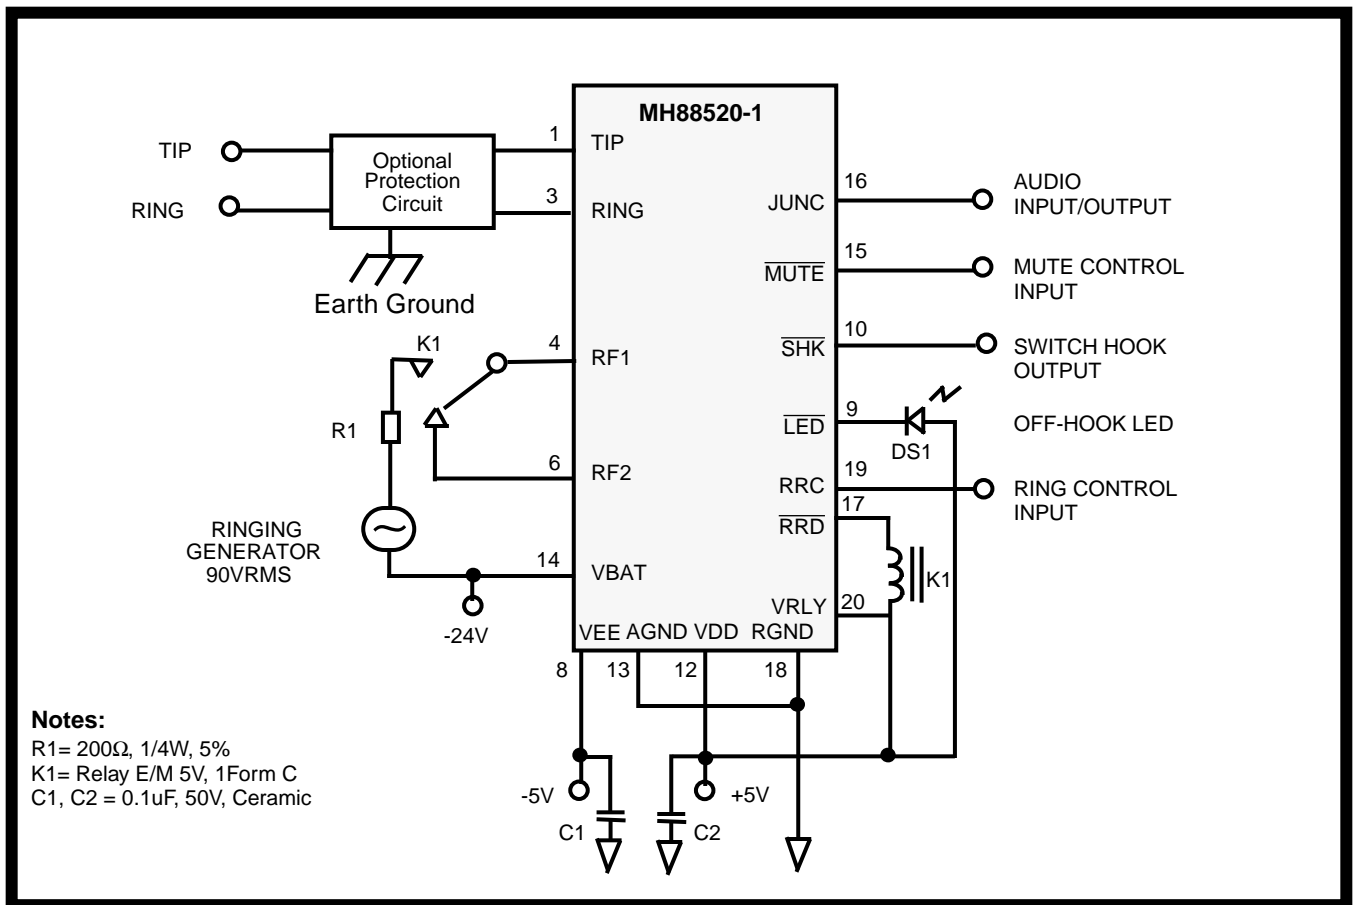 MH88520-1
TIP
RING
Optional
Protection
Circuit
Earth Ground
1
TIP
3
RING
K1
R1
4
RF1
6
RF2
RINGING
GENERATOR
90VRMS
14
VBAT
-24V
JUNC
16
AUDIO
INPUT/OUTPUT
MUTE
15
MUTE CONTROL
INPUT
SHK
10
SWITCH HOOK
OUTPUT
LED
9
DS1
OFF-HOOK LED
RRC
19
RING CONTROL
INPUT
RRD
17
K1
VRLY
20
VEE AGND VDD RGND
8 13 12 18
-5V
C1
C2
+5V
Notes:
R1= 200Ω, 1/4W, 5%
K1= Relay E/M 5V, 1Form C
C1, C2 = 0.1uF, 50V, Ceramic